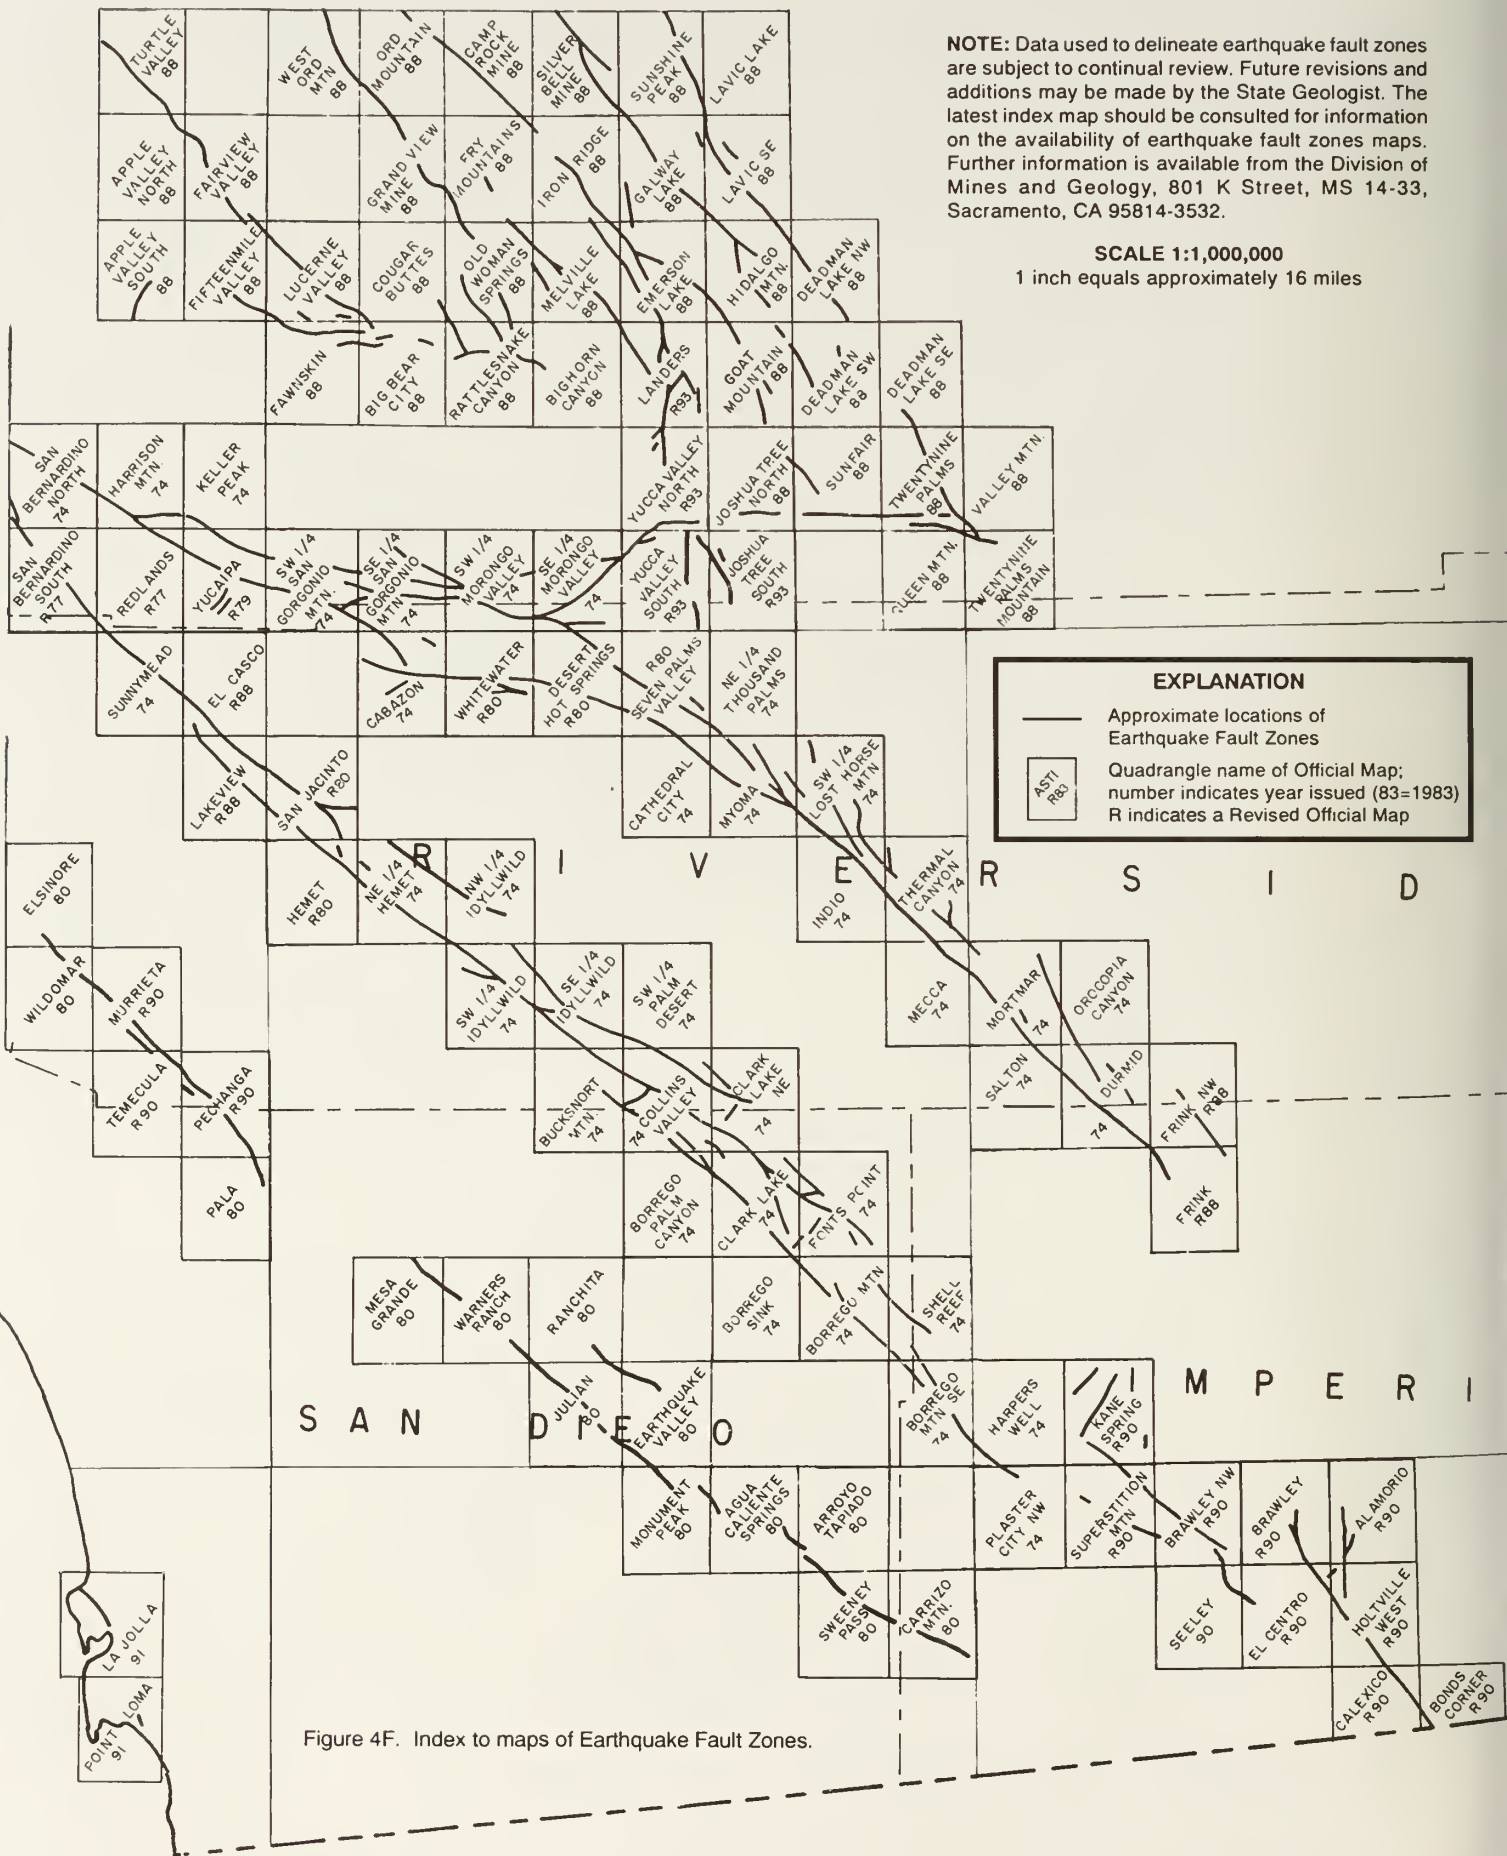 NOTE: Data used to delineate earthquake fault zones
are subject to continual review. Future revisions and
additions may be made by the State Geologist. The
latest index map should be consulted for information
on the availability of earthquake fault zones maps.
Further information is available from the Division of
Mines and Geology, 801 K Street, MS 14-33,
Sacramento, CA 95814-3532.
SCALE 1:1,000,000
1 inch equals approximately 16 miles
TURTLE
VALLEY
88
WEST
ORD
MTN
88
ORD
MOUNTAIN
88
CAMP
ROCK
MINE
88
SILVER
BELL
MINE
88
SUNSHINE
PEAK
88
LAVIC LAKE
88
APPLE
VALLEY
NORTH
88
FAIRVIEW
VALLEY
88
GRAND VIEW
MINE
88
FRY
MOUNTAINS
88
IRON RIDGE
88
GALWAY
LAKE
88
LAVIC SE
88
APPLE
VALLEY
SOUTH
88
FIFTEENMILE
VALLEY
88
LUCERNE
VALLEY
88
COUGAR
BUTTES
88
OLD
WOMAN
SPRINGS
88
MELVILLE
LAKE
88
EMERSON
LAKE
88
HIDALGO
MTN.
88
DEADMAN
LAKE NW
88
FAWNSKIN
88
BIG BEAR
CITY
88
RATTLESNAKE
CANYON
88
BIGHORN
CANYON
88
LANDERS
R93
GOAT
MOUNTAIN
88
DEADMAN
LAKE SW
88
DEADMAN
LAKE SE
88
SAN
BERNARDINO
NORTH
74
HARRISON
MTN.
74
KELLER
PEAK
74
YUCCA VALLEY
NORTH
R93
JOSHUA TREE
NORTH
88
SUNFAIR
88
TWENTYNINE
PALMS
88
VALLEY MTN.
88
SAN
BERNARDINO
SOUTH
R77
REDLANDS
R77
YUCAIPA
R79
SW 1/4
SAN
GORGONIO
MTN.
74
SE 1/4
SAN
GORGONIO
MTN
74
SW 1/4
MORONGO
VALLEY
74
SE 1/4
MORONGO
VALLEY
74
YUCCA
VALLEY
SOUTH
R93
JOSHUA
TREE
SOUTH
R93
QUEEN MTN.
88
TWENTYNINE
PALMS
MOUNTAIN
88
SUNNYMEAD
74
EL CASCO
R88
CABAZON
74
WHITEWATER
R80
DESERT
HOT SPRINGS
R80
R80
SEVEN PALMS
VALLEY
NE 1/4
THOUSAND
PALMS
74
EXPLANATION
Approximate locations of
Earthquake Fault Zones
ASTI
R83
Quadrangle name of Official Map;
number indicates year issued (83=1983)
R indicates a Revised Official Map
LAKEVIEW
R88
SAN JACINTO
R80
CATHEDRAL
CITY
74
MYOMA
74
SW 1/4
LOST HORSE
MTN
74
RIVERSID
ELSINORE
80
HEMET
R80
NE 1/4
HEMET
74
NW 1/4
IDYLLWILD
74
INDIO
74
THERMAL
CANYON
74
WILDOMAR
80
MURRIETA
R90
SW 1/4
IDYLLWILD
74
SE 1/4
IDYLLWILD
74
SW 1/4
PALM
DESERT
74
MECCA
74
MORTMAR
74
OROCOPIA
CANYON
74
TEMECULA
R90
PECHANGA
R90
BUCKSNORT
MTN.
74
COLLINS
VALLEY
74
CLARK
LAKE
NE
74
SALTON
74
DURMID
74
FRINK NW
R88
PALA
80
BORREGO
PALM
CANYON
74
CLARK LAKE
74
FONTS POINT
74
FRINK
R88
MESA
GRANDE
80
WARNERS
RANCH
80
RANCHITA
80
BORREGO
SINK
74
BORREGO MTN
74
SHELL
REEF
74
JULIAN
80
EARTHQUAKE
VALLEY
80
BORREGO
MTN SE
74
HARPERS
WELL
74
KANE
SPRING
R90
SAN DIEGO
IMPERI
MONUMENT
PEAK
80
AGUA
CALIENTE
SPRINGS
80
ARROYO
TAPIADO
80
PLASTER
CITY NW
74
SUPERSTITION
MTN
R90
BRAWLEY NW
R90
BRAWLEY
R90
ALAMORIO
R90
SWEENEY
PASS
80
CARRIZO
MTN.
80
SEELEY
90
EL CENTRO
R90
HOLTVILLE
WEST
R90
LA JOLLA
91
CALEXICO
R90
BONDS
CORNER
R90
POINT LOMA
91
Figure 4F. Index to maps of Earthquake Fault Zones.